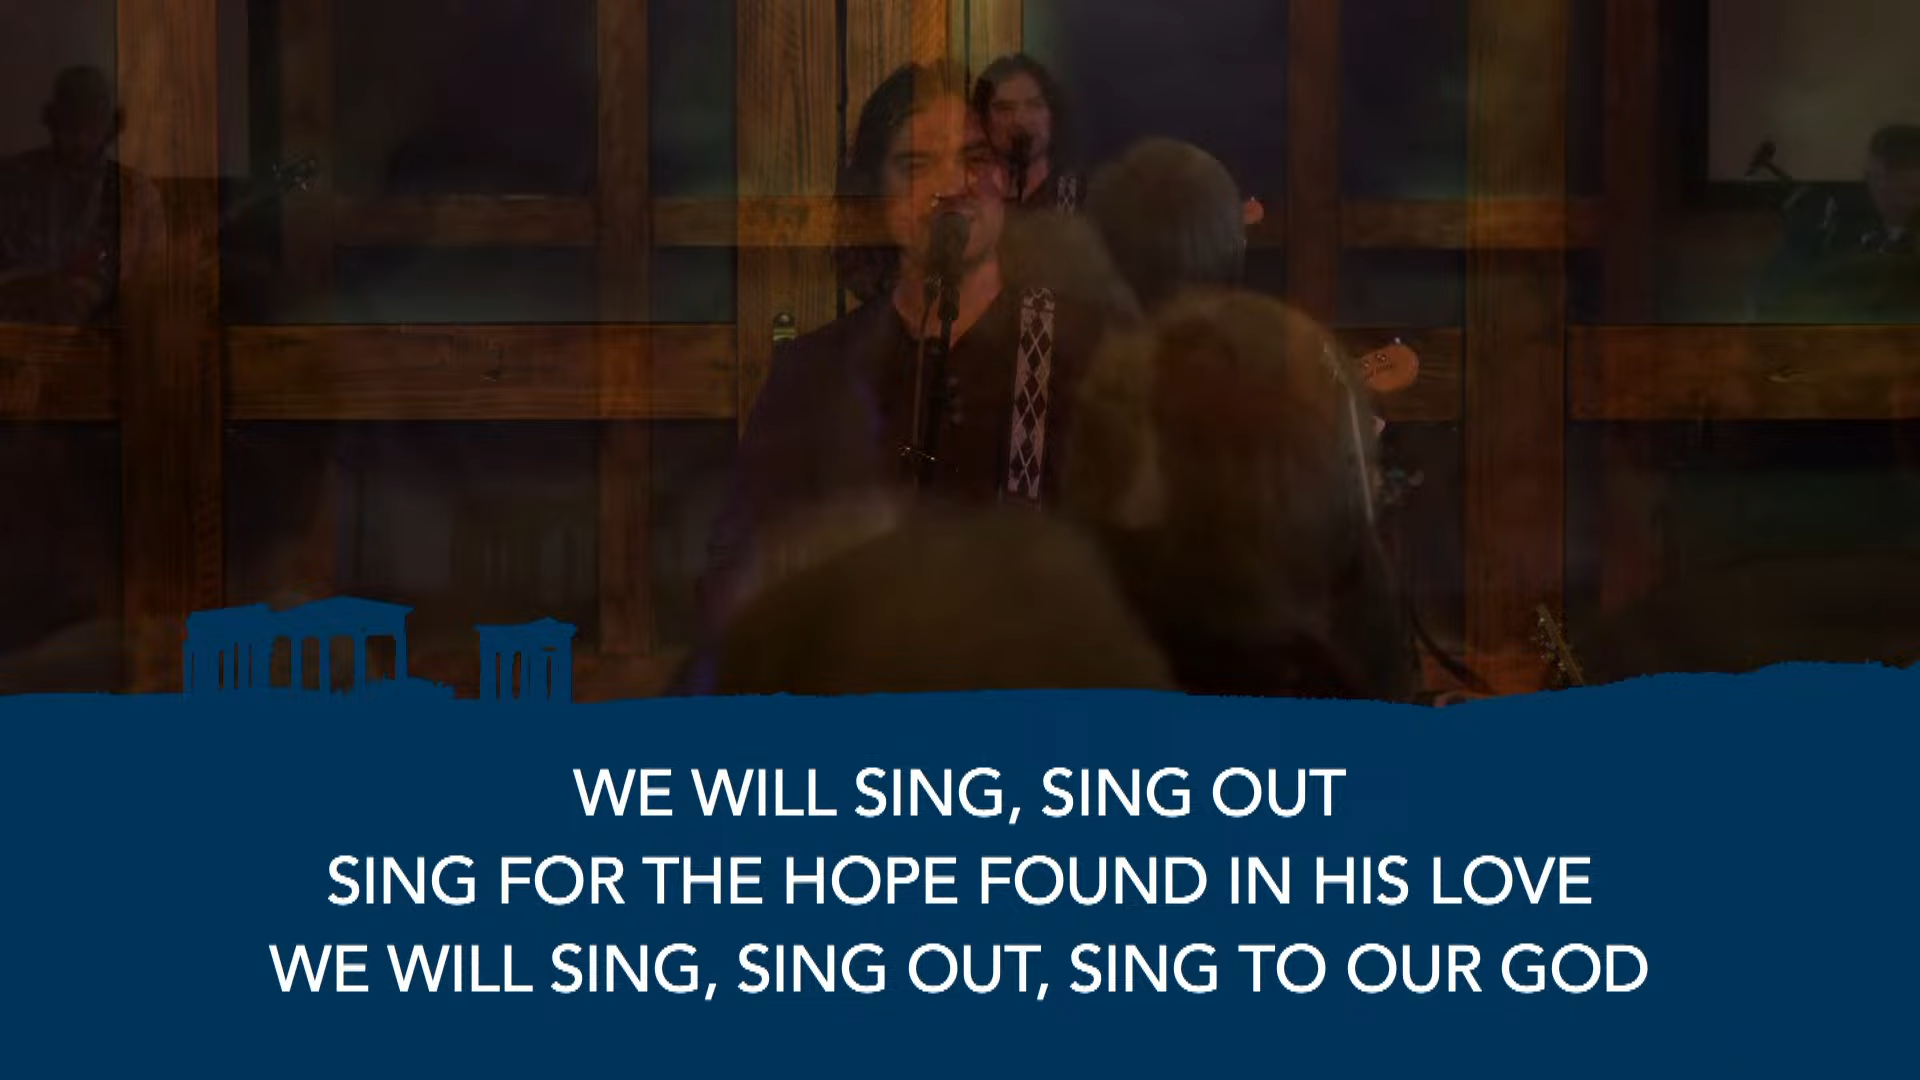 WE WILL SING, SING OUT
SING FOR THE HOPE FOUND IN HIS LOVE
WE WILL SING, SING OUT, SING TO OUR GOD